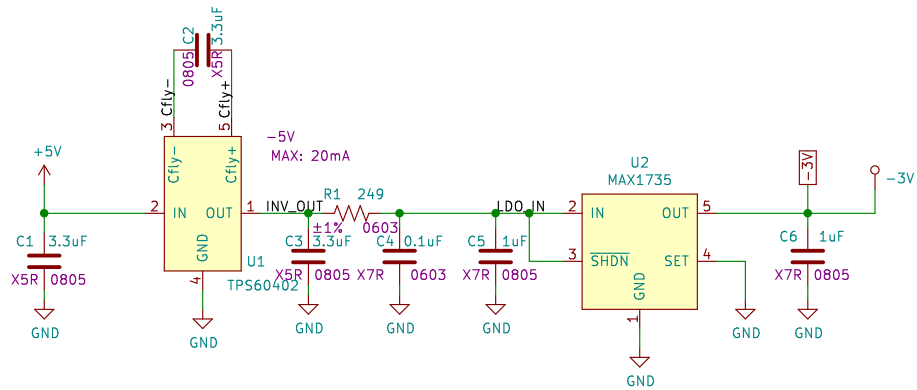 C2
3.3uF
0805
X5R
Cfly-
Cfly+
3
5
-5V
MAX: 20mA
+5V
Cfly-
Cfly+
2
IN
OUT
1
INV_OUT
GND
4
U1
TPS60402
GND
C1
3.3uF
X5R
0805
GND
R1
249
±1%
0603
C3
3.3uF
X5R
0805
GND
C4
0.1uF
X7R
0603
GND
LDO_IN
C5
1uF
X7R
0805
GND
U2
MAX1735
2
IN
OUT
5
3
SHDN
SET
4
GND
1
GND
GND
-3V
-3V
C6
1uF
X7R
0805
GND